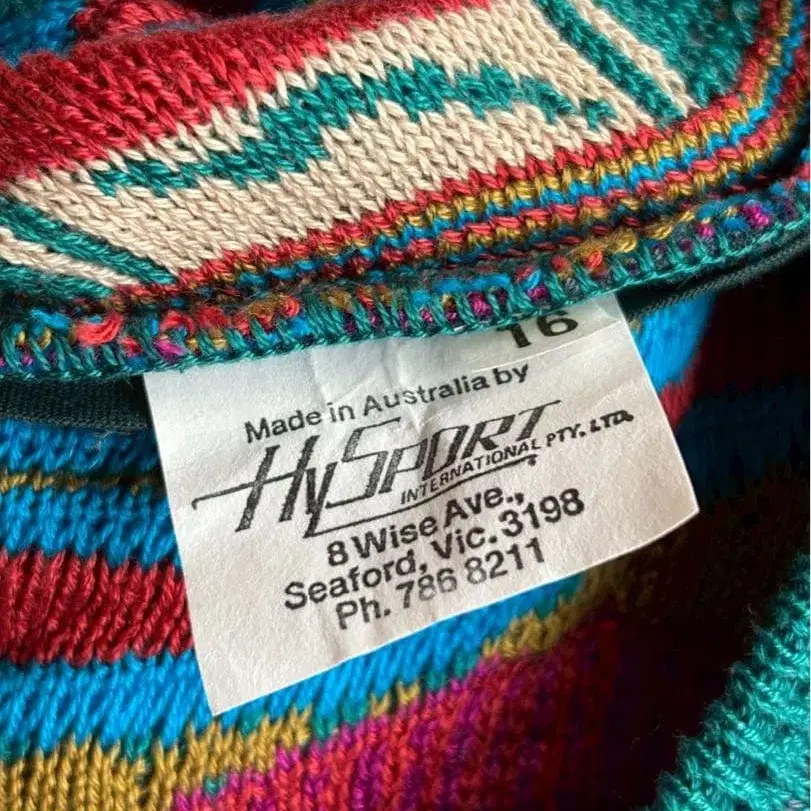 16
Made in Australia by
HySPORT
INTERNATIONAL PTY. LTD.
8 Wise Ave.,
Seaford, Vic. 3198
Ph. 786 8211